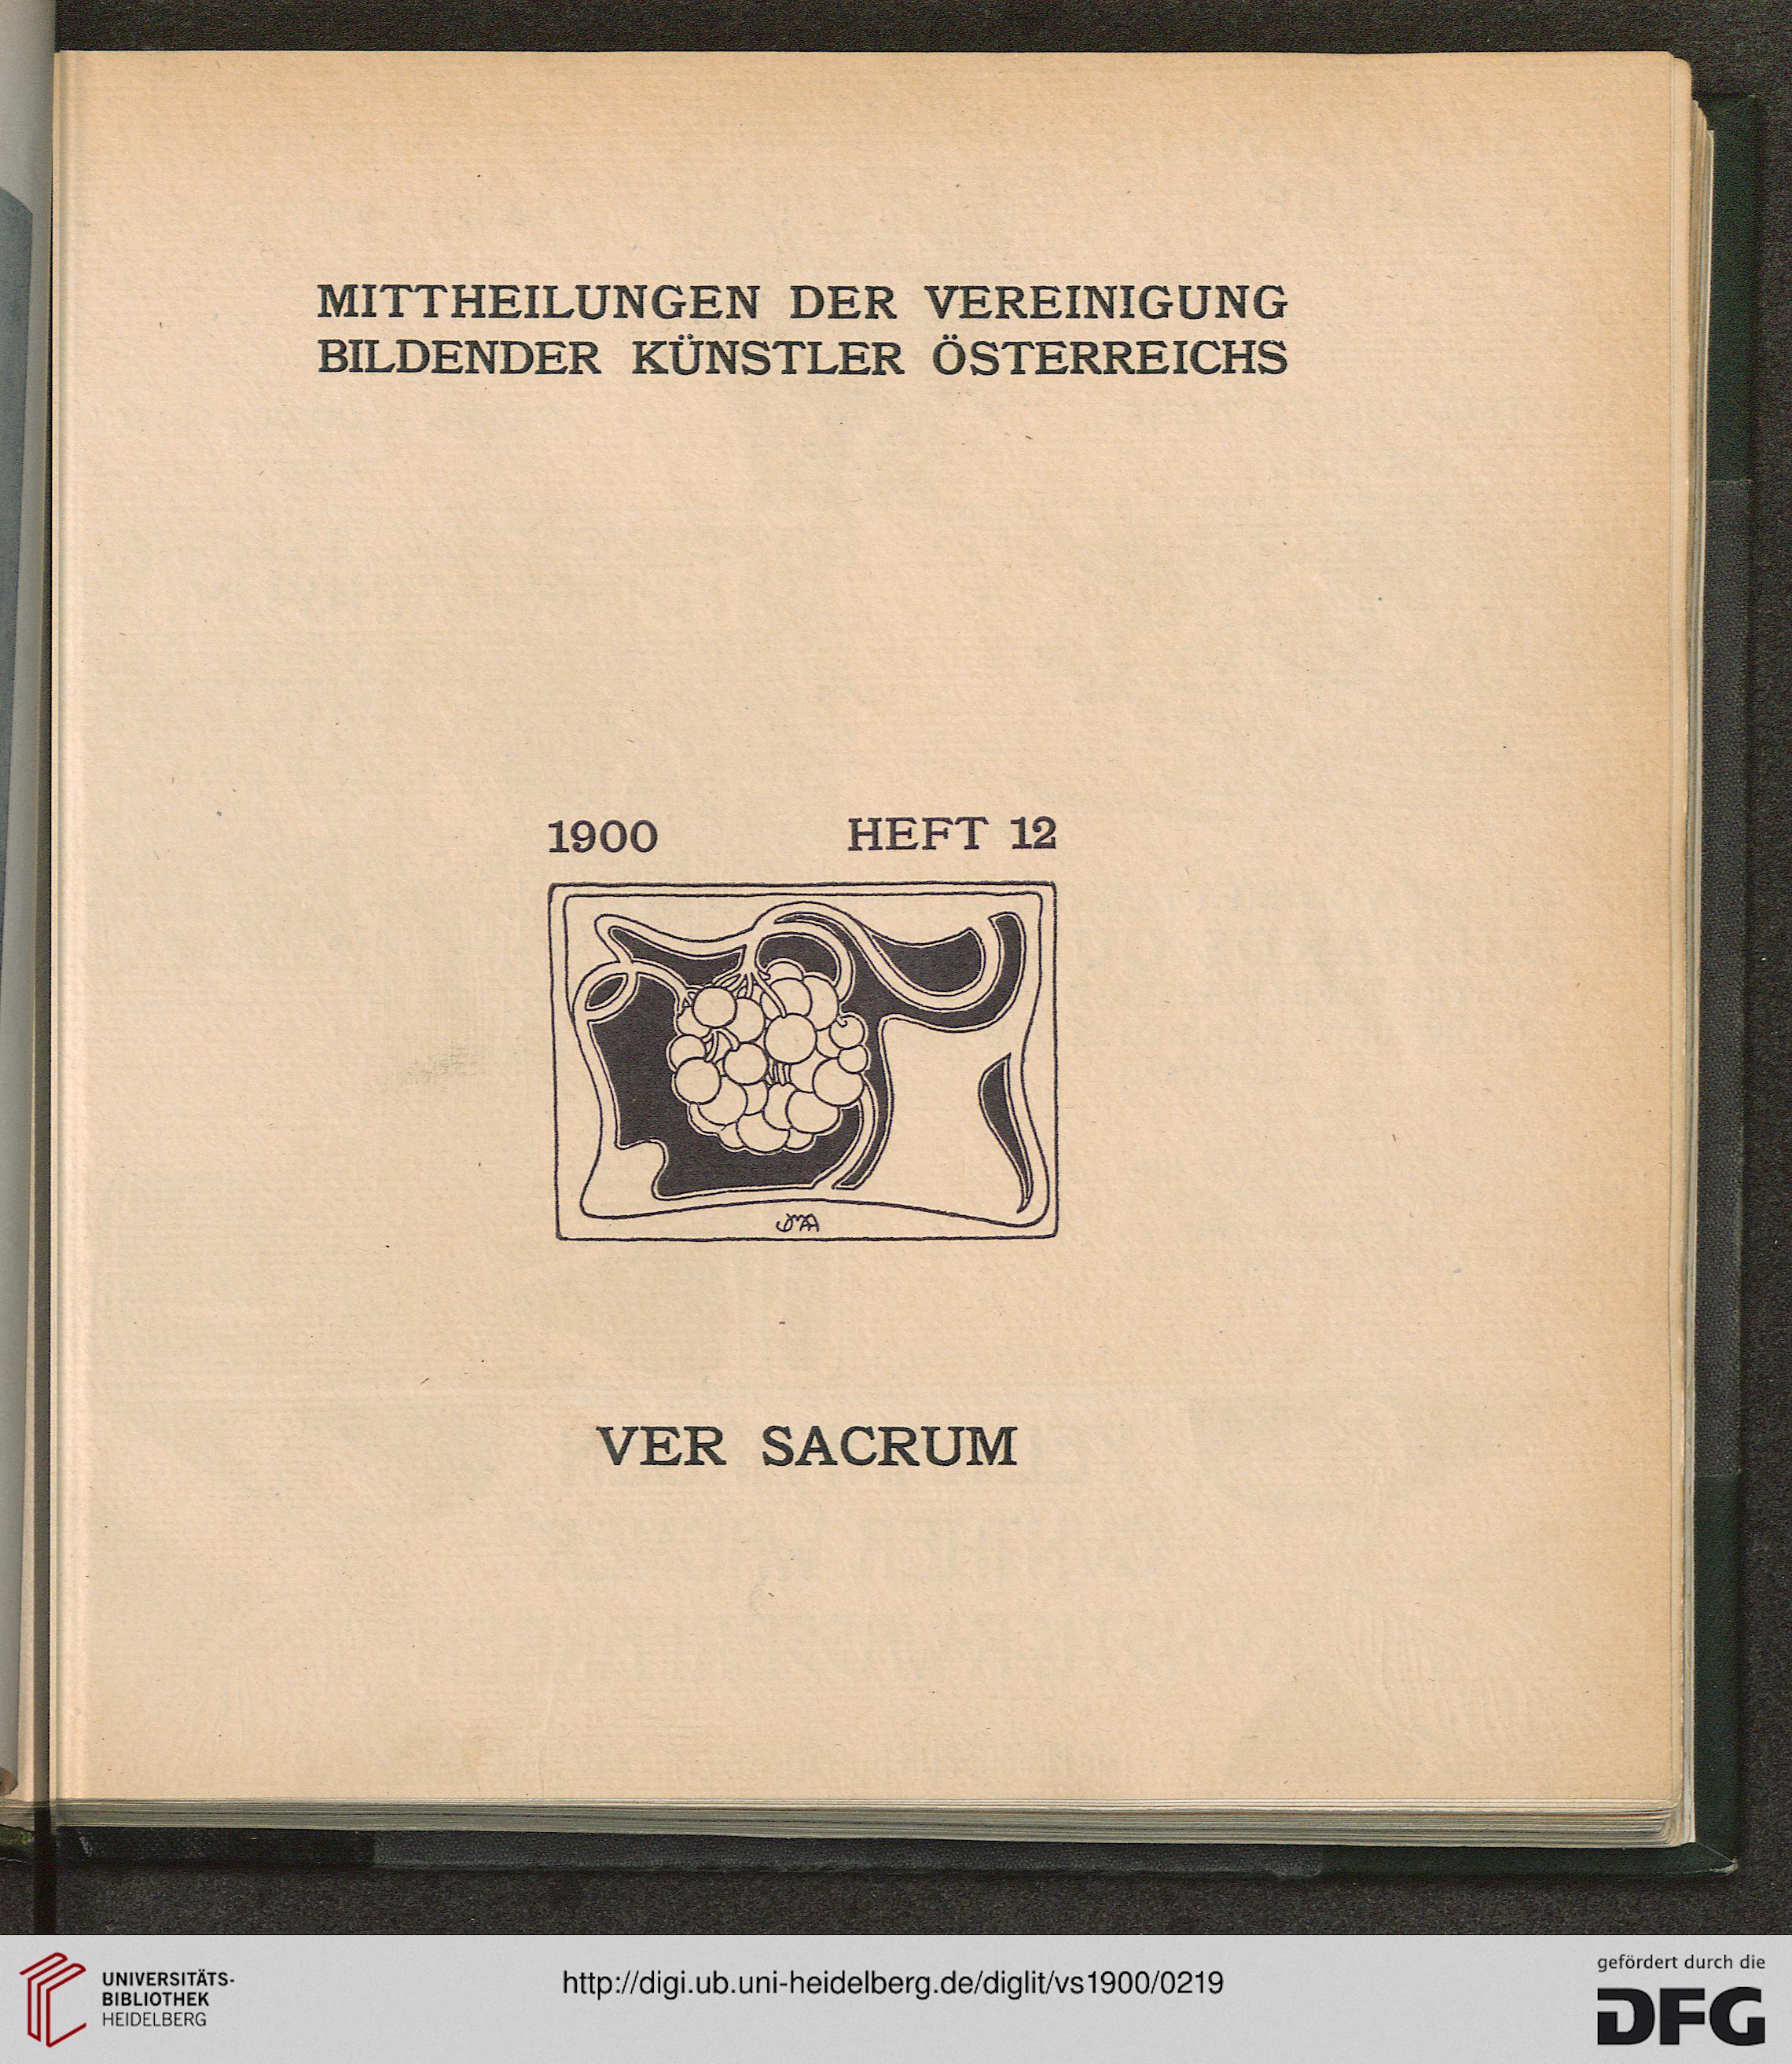 MITTHEILUNGEN DER VEREINIGUNG
BILDENDER KÜNSTLER ÖSTERREICHS
1900 HEFT 12
VER SACRUM
UNIVERSITÄTS-
BIBLIOTHEK
HEIDELBERG
http://digi.ub.uni-heidelberg.de/diglit/vs1900/0219
gefördert durch die
DFG